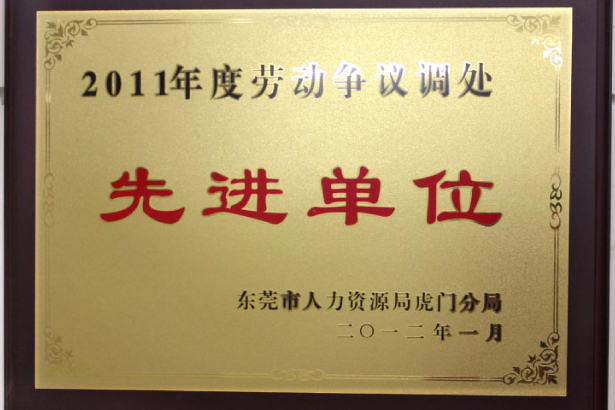 2011年度劳动争议调处
先进单位
东莞市人力资源局虎门分局
二〇一二年一月